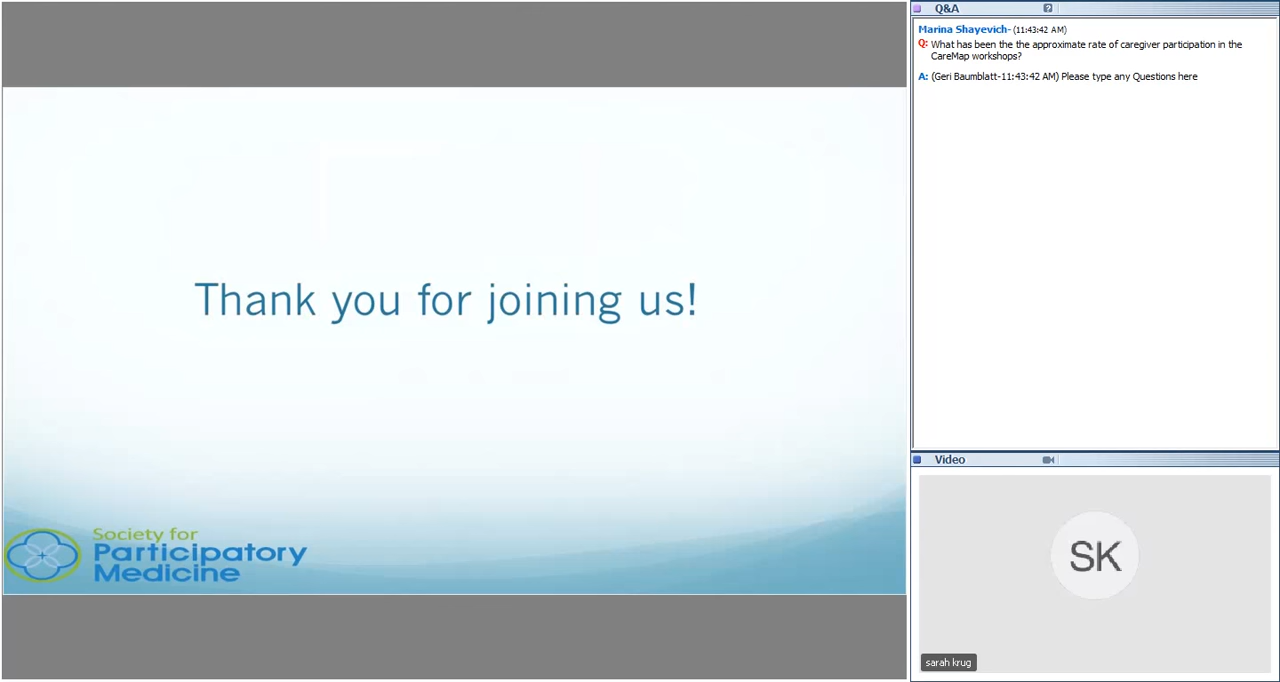 Thank you for joining us!
Society for
Participatory
Medicine
Q&A
?
Marina Shayevich- (11:43:42 AM)
Q: What has been the the approximate rate of caregiver participation in the
CareMap workshops?
A: (Geri Baumblatt-11:43:42 AM) Please type any Questions here
Video
SK
sarah krug